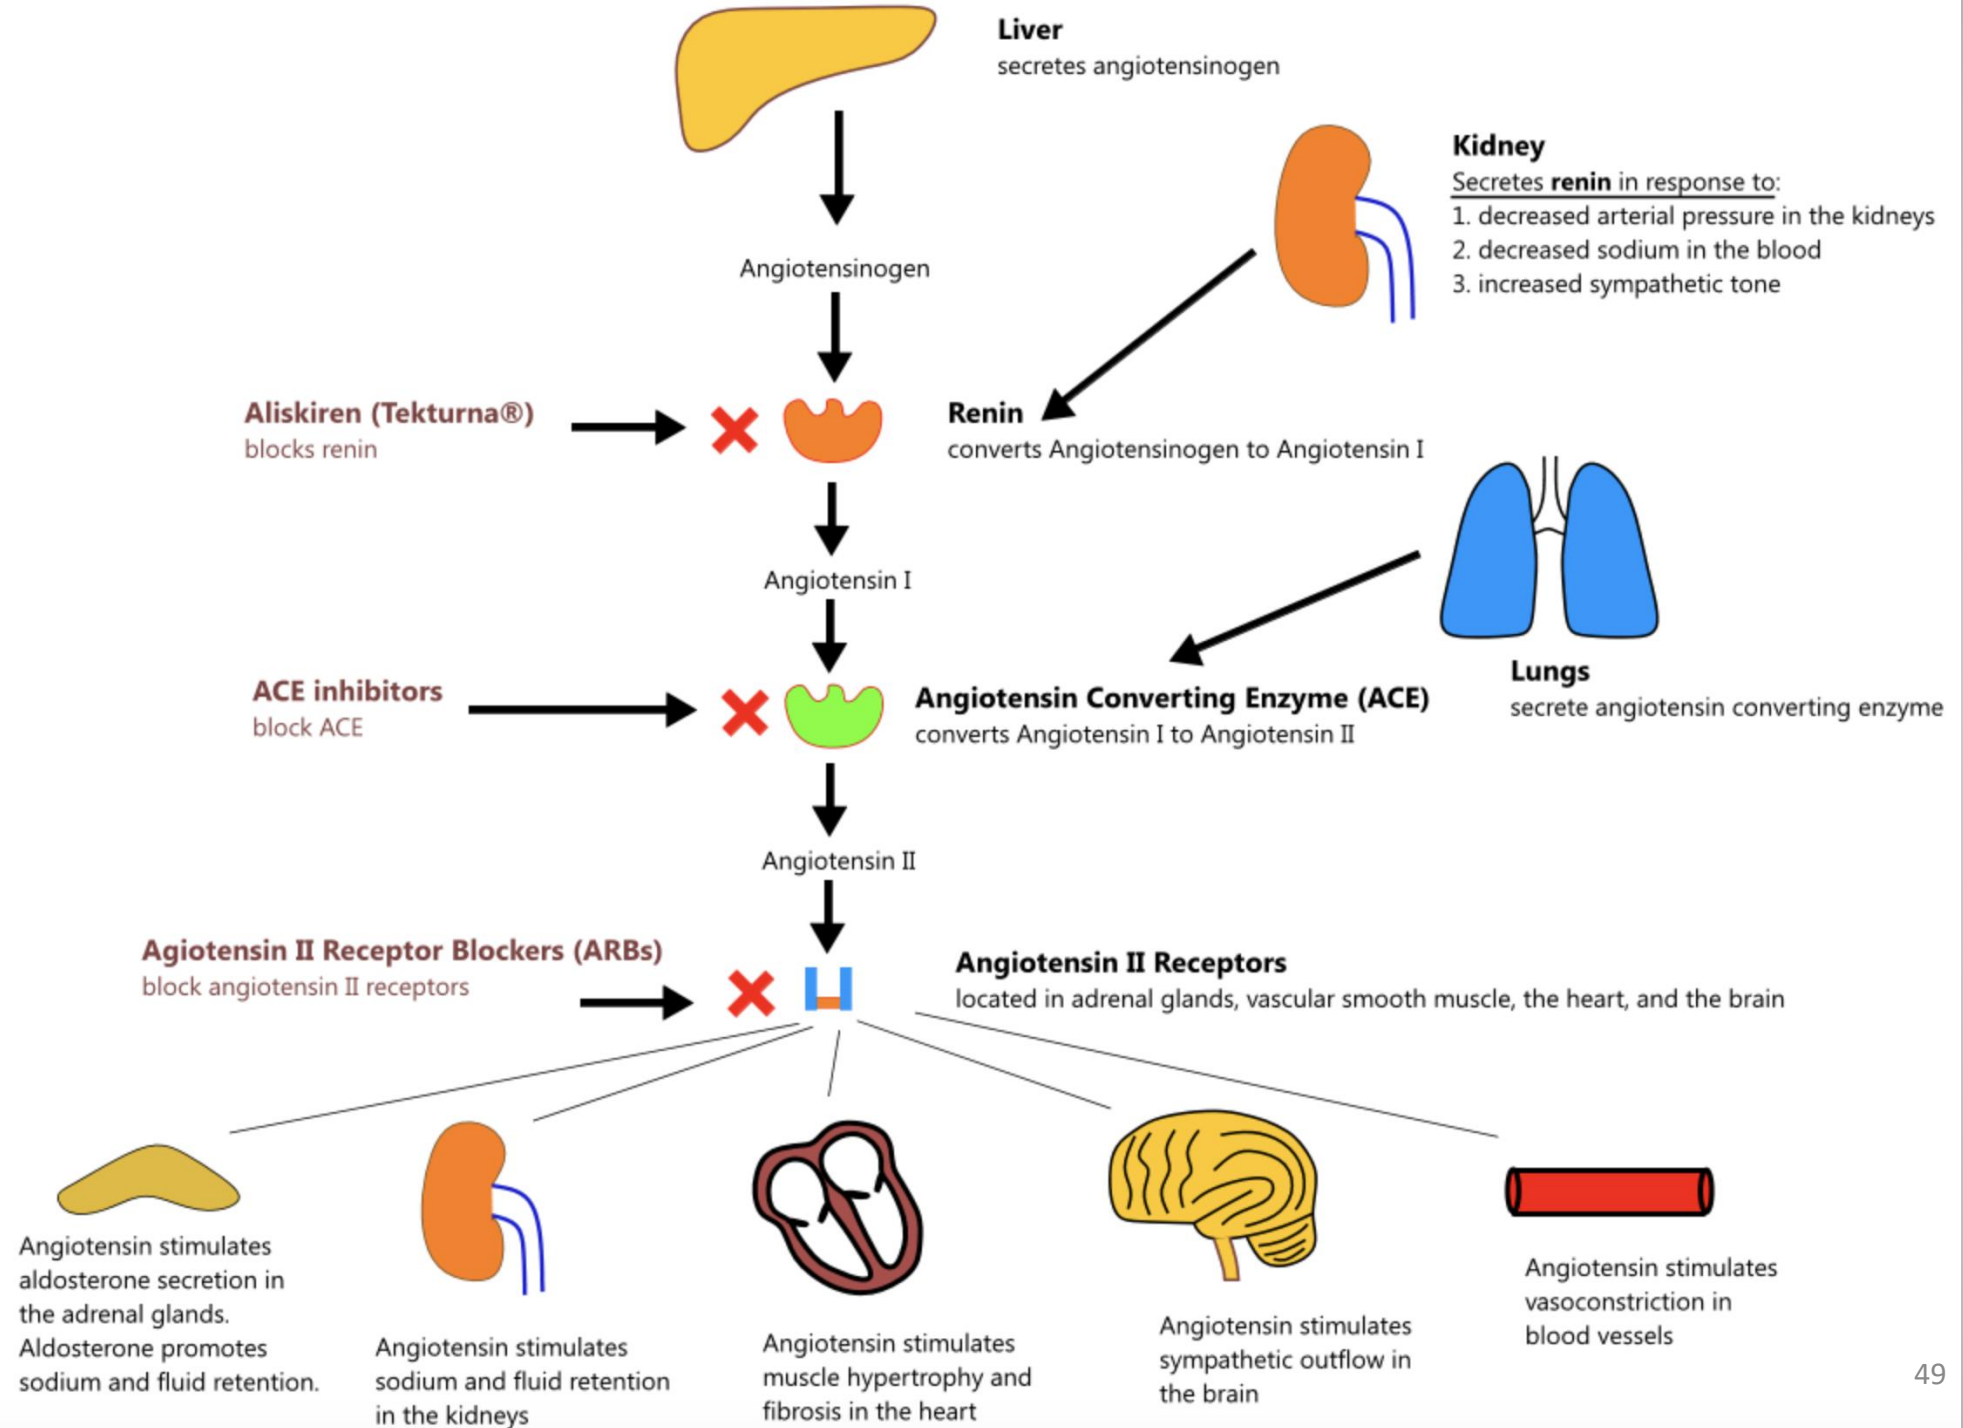 Liver
secretes angiotensinogen
Kidney
Secretes renin in response to:
1. decreased arterial pressure in the kidneys
2. decreased sodium in the blood
3. increased sympathetic tone
Angiotensinogen
Aliskiren (Tekturna®)
blocks renin
Renin
converts Angiotensinogen to Angiotensin I
Angiotensin I
Lungs
secrete angiotensin converting enzyme
ACE inhibitors
block ACE
Angiotensin Converting Enzyme (ACE)
converts Angiotensin I to Angiotensin II
Angiotensin II
Agiotensin II Receptor Blockers (ARBs)
block angiotensin II receptors
Angiotensin II Receptors
located in adrenal glands, vascular smooth muscle, the heart, and the brain
Angiotensin stimulates
aldosterone secretion in
the adrenal glands.
Aldosterone promotes
sodium and fluid retention.
Angiotensin stimulates
sodium and fluid retention
in the kidneys
Angiotensin stimulates
muscle hypertrophy and
fibrosis in the heart
Angiotensin stimulates
sympathetic outflow in
the brain
Angiotensin stimulates
vasoconstriction in
blood vessels
49